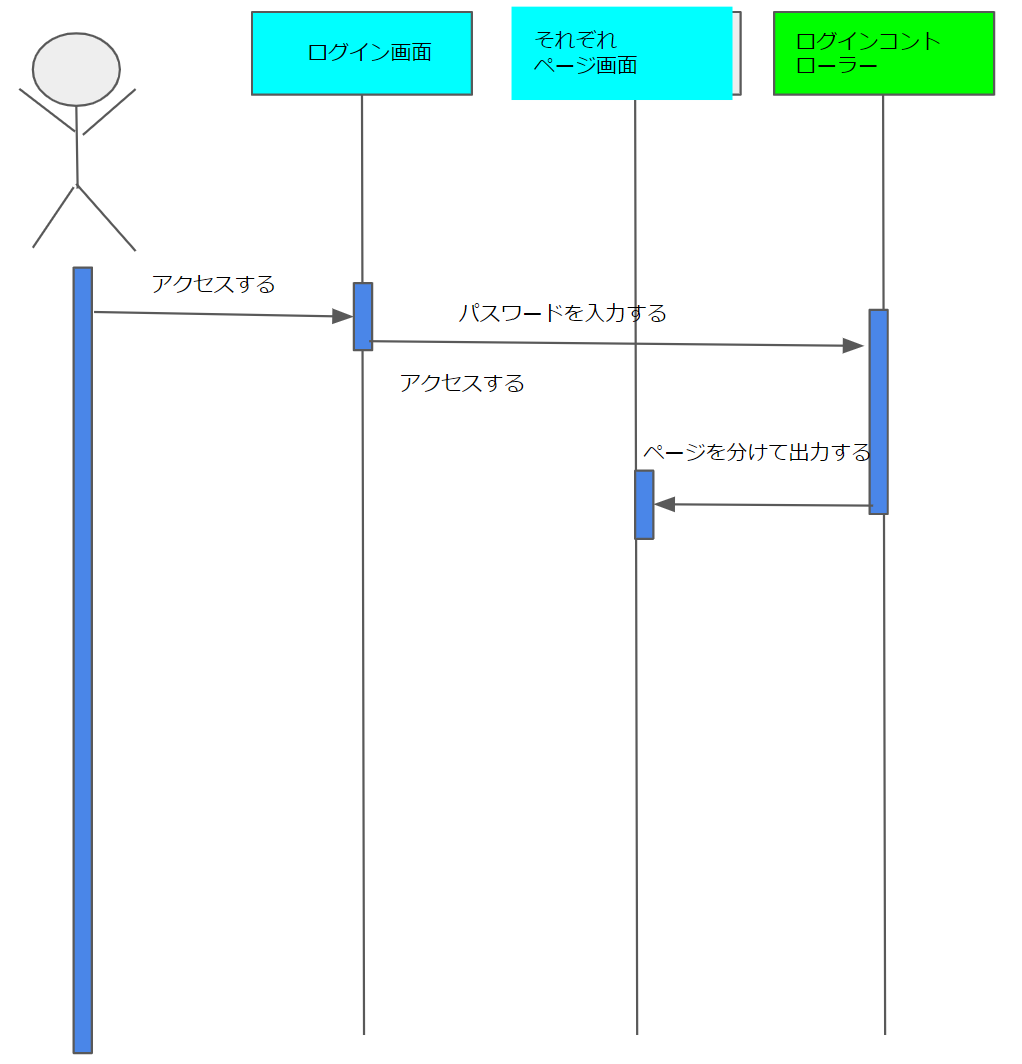 ログイン画面
それぞれ
ページ画面
ログインコント
ローラー
アクセスする
パスワードを入力する
アクセスする
ページを分けて出力する